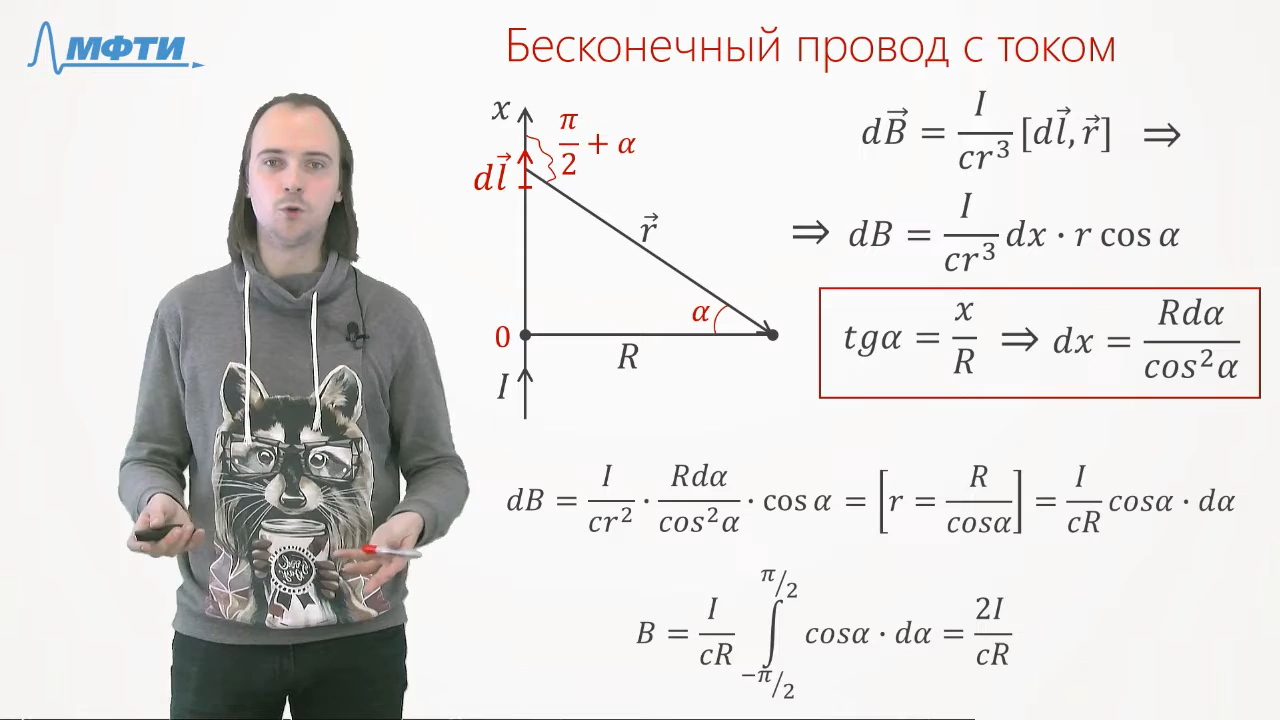 МФТИ
Бесконечный провод с током
x
π/2 + α
dl⃗
r⃗
α
0
R
I
dB⃗ = I/(cr³) [dl⃗, r⃗] ⇒
⇒ dB = I/(cr³) dx · r cos α
tgα = x/R ⇒ dx = Rdα/cos²α
dB = I/(cr²) · Rdα/cos²α · cos α = [r = R/cosα] = I/(cR) cosα · dα
B = I/(cR) ∫_{-π/2}^{π/2} cosα · dα = 2I/(cR)